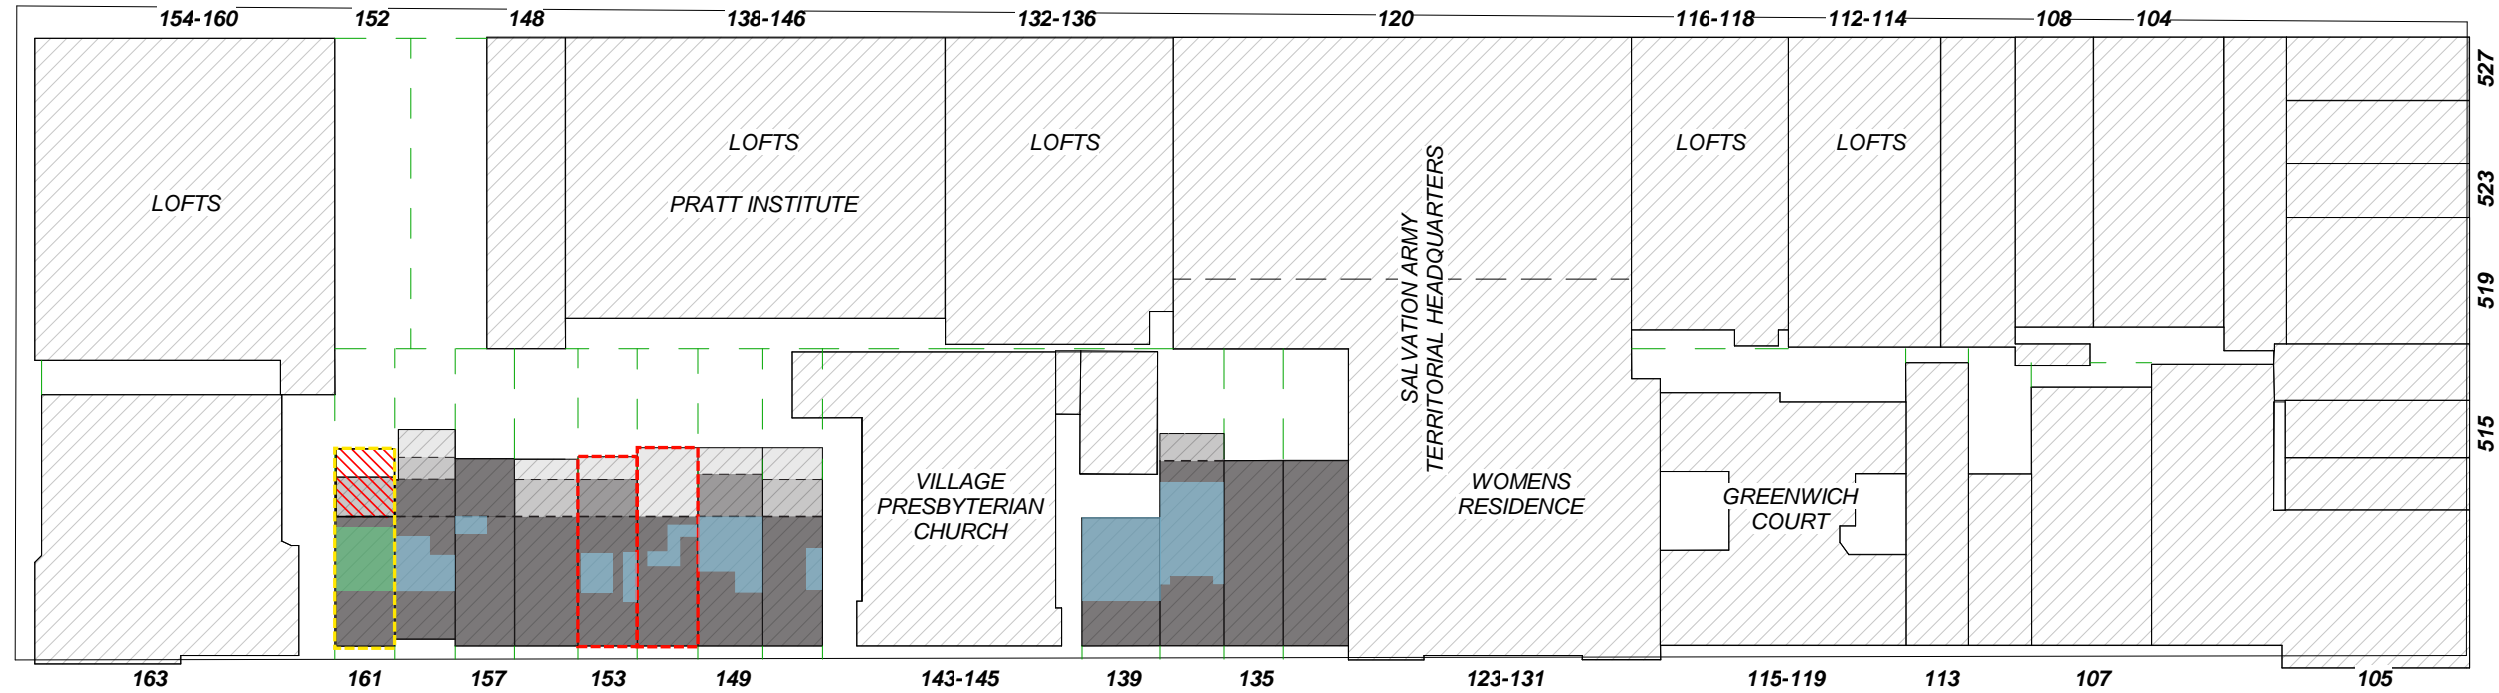 154-160
152
148
138-146
132-136
120
116-118
112-114
108
104
527
523
519
515
LOFTS
LOFTS
PRATT INSTITUTE
LOFTS
SALVATION ARMY
TERRITORIAL HEADQUARTERS
LOFTS
LOFTS
VILLAGE
PRESBYTERIAN
CHURCH
WOMENS
RESIDENCE
GREENWICH
COURT
163
161
157
153
149
143-145
139
135
123-131
115-119
113
107
105